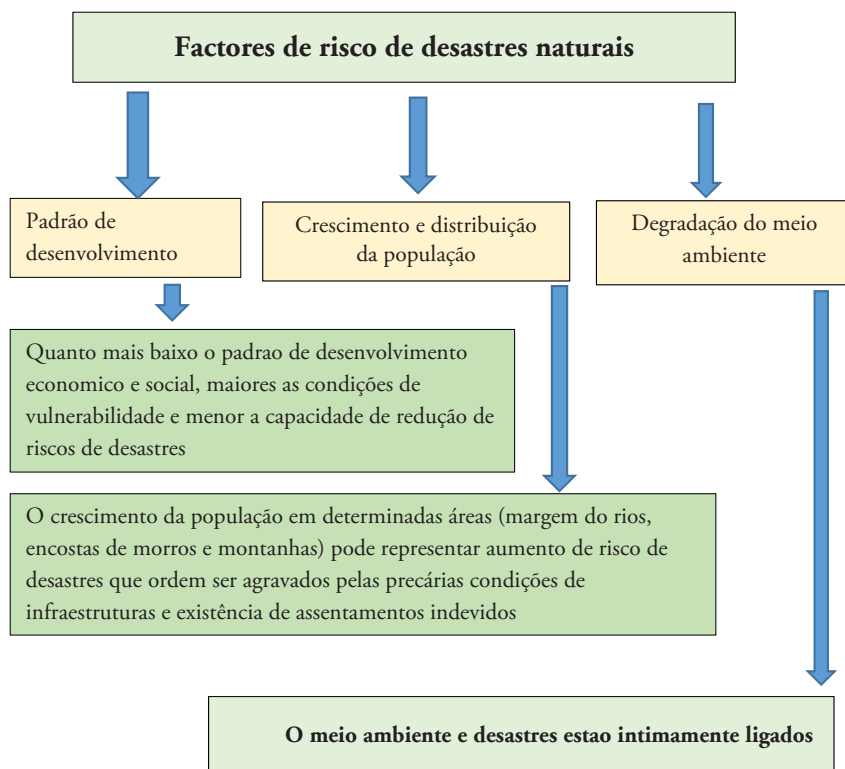 Factores de risco de desastres naturais
Padrão de
desenvolvimento
Crescimento e distribuição
da população
Degradação do meio
ambiente
Quanto mais baixo o padrao de desenvolvimento
economico e social, maiores as condições de
vulnerabilidade e menor a capacidade de redução de
riscos de desastres
O crescimento da população em determinadas áreas (margem do rios,
encostas de morros e montanhas) pode representar aumento de risco de
desastres que ordem ser agravados pelas precárias condições de
infraestruturas e existência de assentamentos indevidos
O meio ambiente e desastres estao intimamente ligados